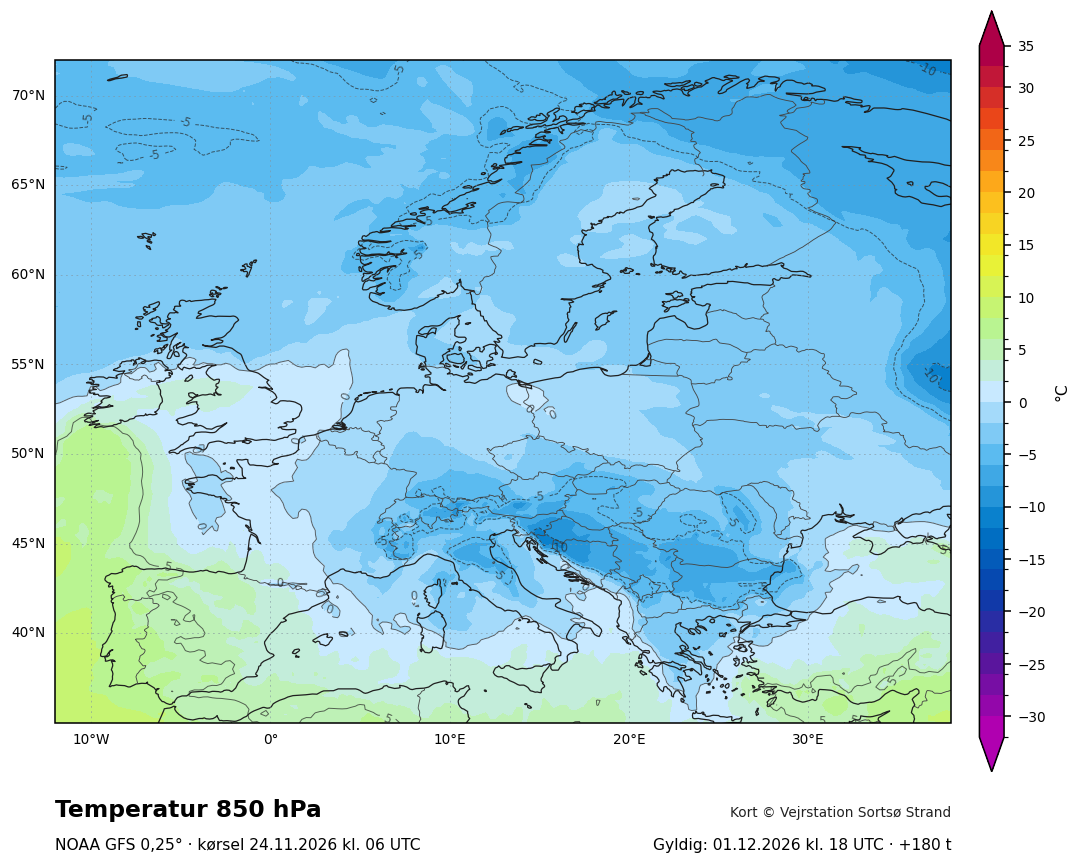 70°N
65°N
60°N
55°N
50°N
45°N
40°N
10°W
0°
10°E
20°E
30°E
35
30
25
20
15
10
5
0
−5
−10
−15
−20
−25
−30
°C
Temperatur 850 hPa
Kort © Vejrstation Sortsø Strand
NOAA GFS 0,25° · kørsel 24.11.2026 kl. 06 UTC
Gyldig: 01.12.2026 kl. 18 UTC · +180 t